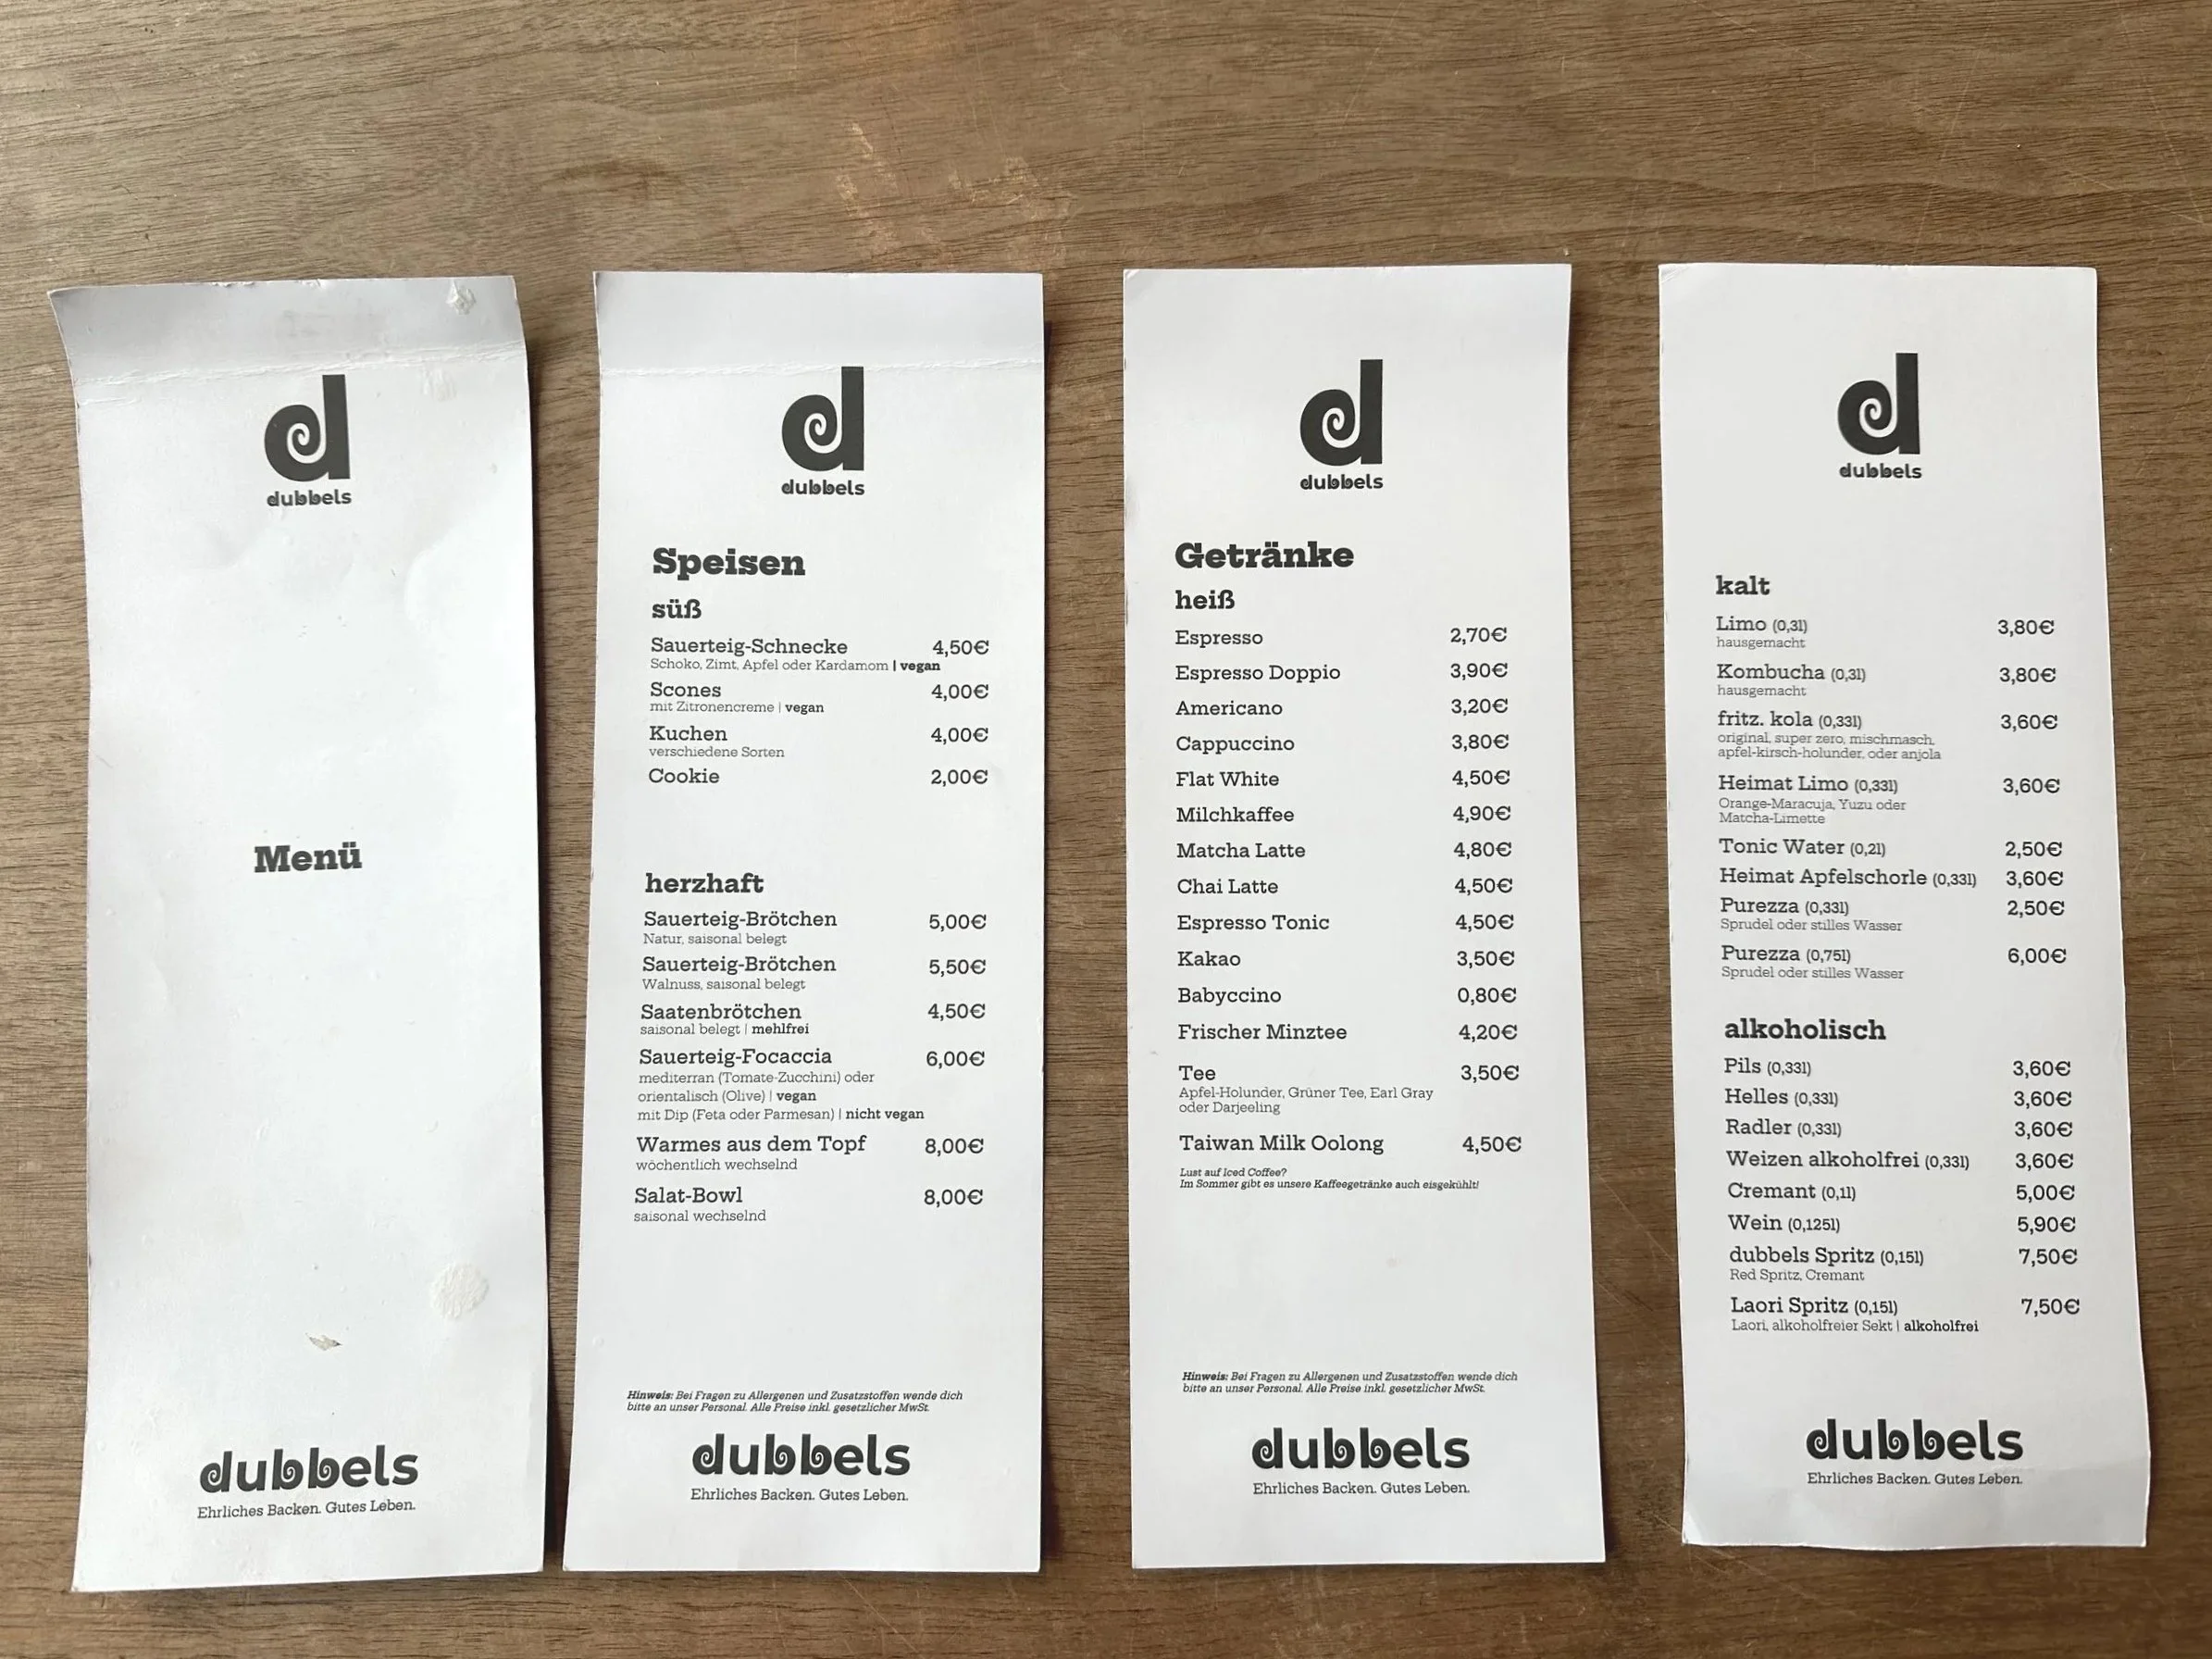 d
dubbels
Menü
dubbels
Ehrliches Backen. Gutes Leben.
d
dubbels
Speisen
süß
Sauerteig-Schnecke 4,50€
Schoko, Zimt, Apfel oder Kardamom | vegan
Scones 4,00€
mit Zitronencreme | vegan
Kuchen 4,00€
verschiedene Sorten
Cookie 2,00€
herzhaft
Sauerteig-Brötchen 5,00€
Natur, saisonal belegt
Sauerteig-Brötchen 5,50€
Walnuss, saisonal belegt
Saatenbrötchen 4,50€
saisonal belegt | mehlfrei
Sauerteig-Focaccia 6,00€
mediterran (Tomate-Zucchini) oder
orientalisch (Olive) | vegan
mit Dip (Feta oder Parmesan) | nicht vegan
Warmes aus dem Topf 8,00€
wöchentlich wechselnd
Salat-Bowl 8,00€
saisonal wechselnd
Hinweis: Bei Fragen zu Allergenen und Zusatzstoffen wende dich
bitte an unser Personal. Alle Preise inkl. gesetzlicher MwSt.
dubbels
Ehrliches Backen. Gutes Leben.
d
dubbels
Getränke
heiß
Espresso 2,70€
Espresso Doppio 3,90€
Americano 3,20€
Cappuccino 3,80€
Flat White 4,50€
Milchkaffee 4,90€
Matcha Latte 4,80€
Chai Latte 4,50€
Espresso Tonic 4,50€
Kakao 3,50€
Babyccino 0,80€
Frischer Minztee 4,20€
Tee 3,50€
Apfel-Holunder, Grüner Tee, Earl Gray
oder Darjeeling
Taiwan Milk Oolong 4,50€
Lust auf Iced Coffee?
Im Sommer gibt es unsere Kaffeegetränke auch eisgekühlt!
Hinweis: Bei Fragen zu Allergenen und Zusatzstoffen wende dich
bitte an unser Personal. Alle Preise inkl. gesetzlicher MwSt.
dubbels
Ehrliches Backen. Gutes Leben.
d
dubbels
kalt
Limo (0,3l) 3,80€
hausgemacht
Kombucha (0,3l) 3,80€
hausgemacht
fritz. kola (0,33l) 3,60€
original, super zero, mischmasch,
apfel-kirsch-holunder, oder anjola
Heimat Limo (0,33l) 3,60€
Orange-Maracuja, Yuzu oder
Matcha-Limette
Tonic Water (0,2l) 2,50€
Heimat Apfelschorle (0,33l) 3,60€
Purezza (0,33l) 2,50€
Sprudel oder stilles Wasser
Purezza (0,75l) 6,00€
Sprudel oder stilles Wasser
alkoholisch
Pils (0,33l) 3,60€
Helles (0,33l) 3,60€
Radler (0,33l) 3,60€
Weizen alkoholfrei (0,33l) 3,60€
Cremant (0,1l) 5,00€
Wein (0,125l) 5,90€
dubbels Spritz (0,15l) 7,50€
Red Spritz, Cremant
Laori Spritz (0,15l) 7,50€
Laori, alkoholfreier Sekt | alkoholfrei
dubbels
Ehrliches Backen. Gutes Leben.